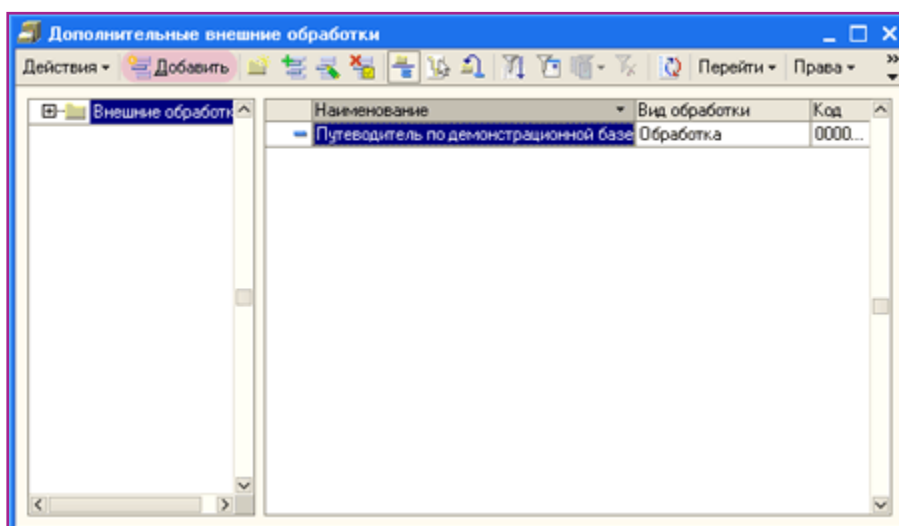 Дополнительные внешние обработки
Действия Добавить Перейти Права
Внешние обработк
Наименование Вид обработки Код
Путеводитель по демонстрационной базе Обработка 0000...